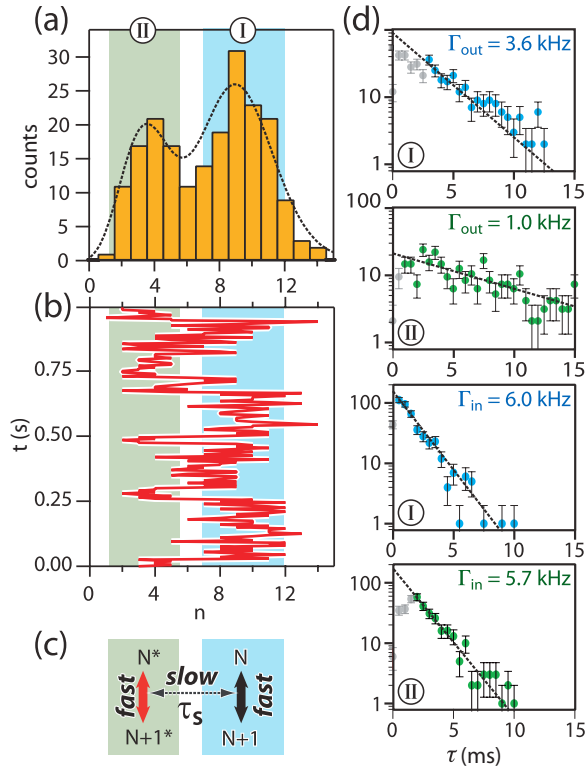 (a)
II
I
counts
30
25
20
15
10
5
0
0
4
8
12
(b)
t (s)
0.75
0.50
0.25
0.00
0
4
8
12
n
(c)
N*
N
fast
slow
τs
fast
N+1*
N+1
(d)
Γout = 3.6 kHz
10
1
I
0
5
10
15
100
Γout = 1.0 kHz
10
1
II
0
5
10
15
100
Γin = 6.0 kHz
10
1
I
0
5
10
15
100
Γin = 5.7 kHz
10
1
II
0
5
10
15
τ (ms)